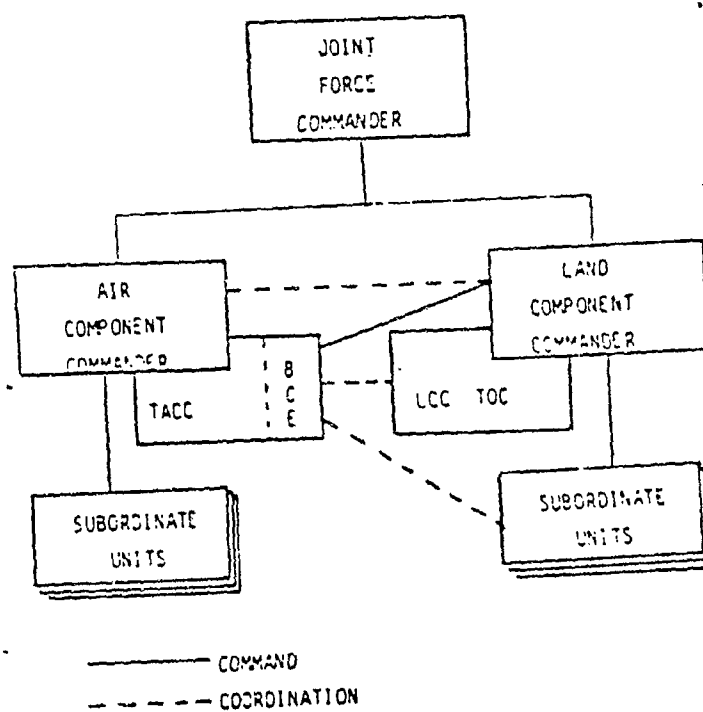 JOINT
FORCE
COMMANDER
AIR
COMPONENT
COMMANDER
LAND
COMPONENT
COMMANDER
TACC
B
C
E
LCC TOC
SUBORDINATE
UNITS
SUBORDINATE
UNITS
COMMAND
COORDINATION